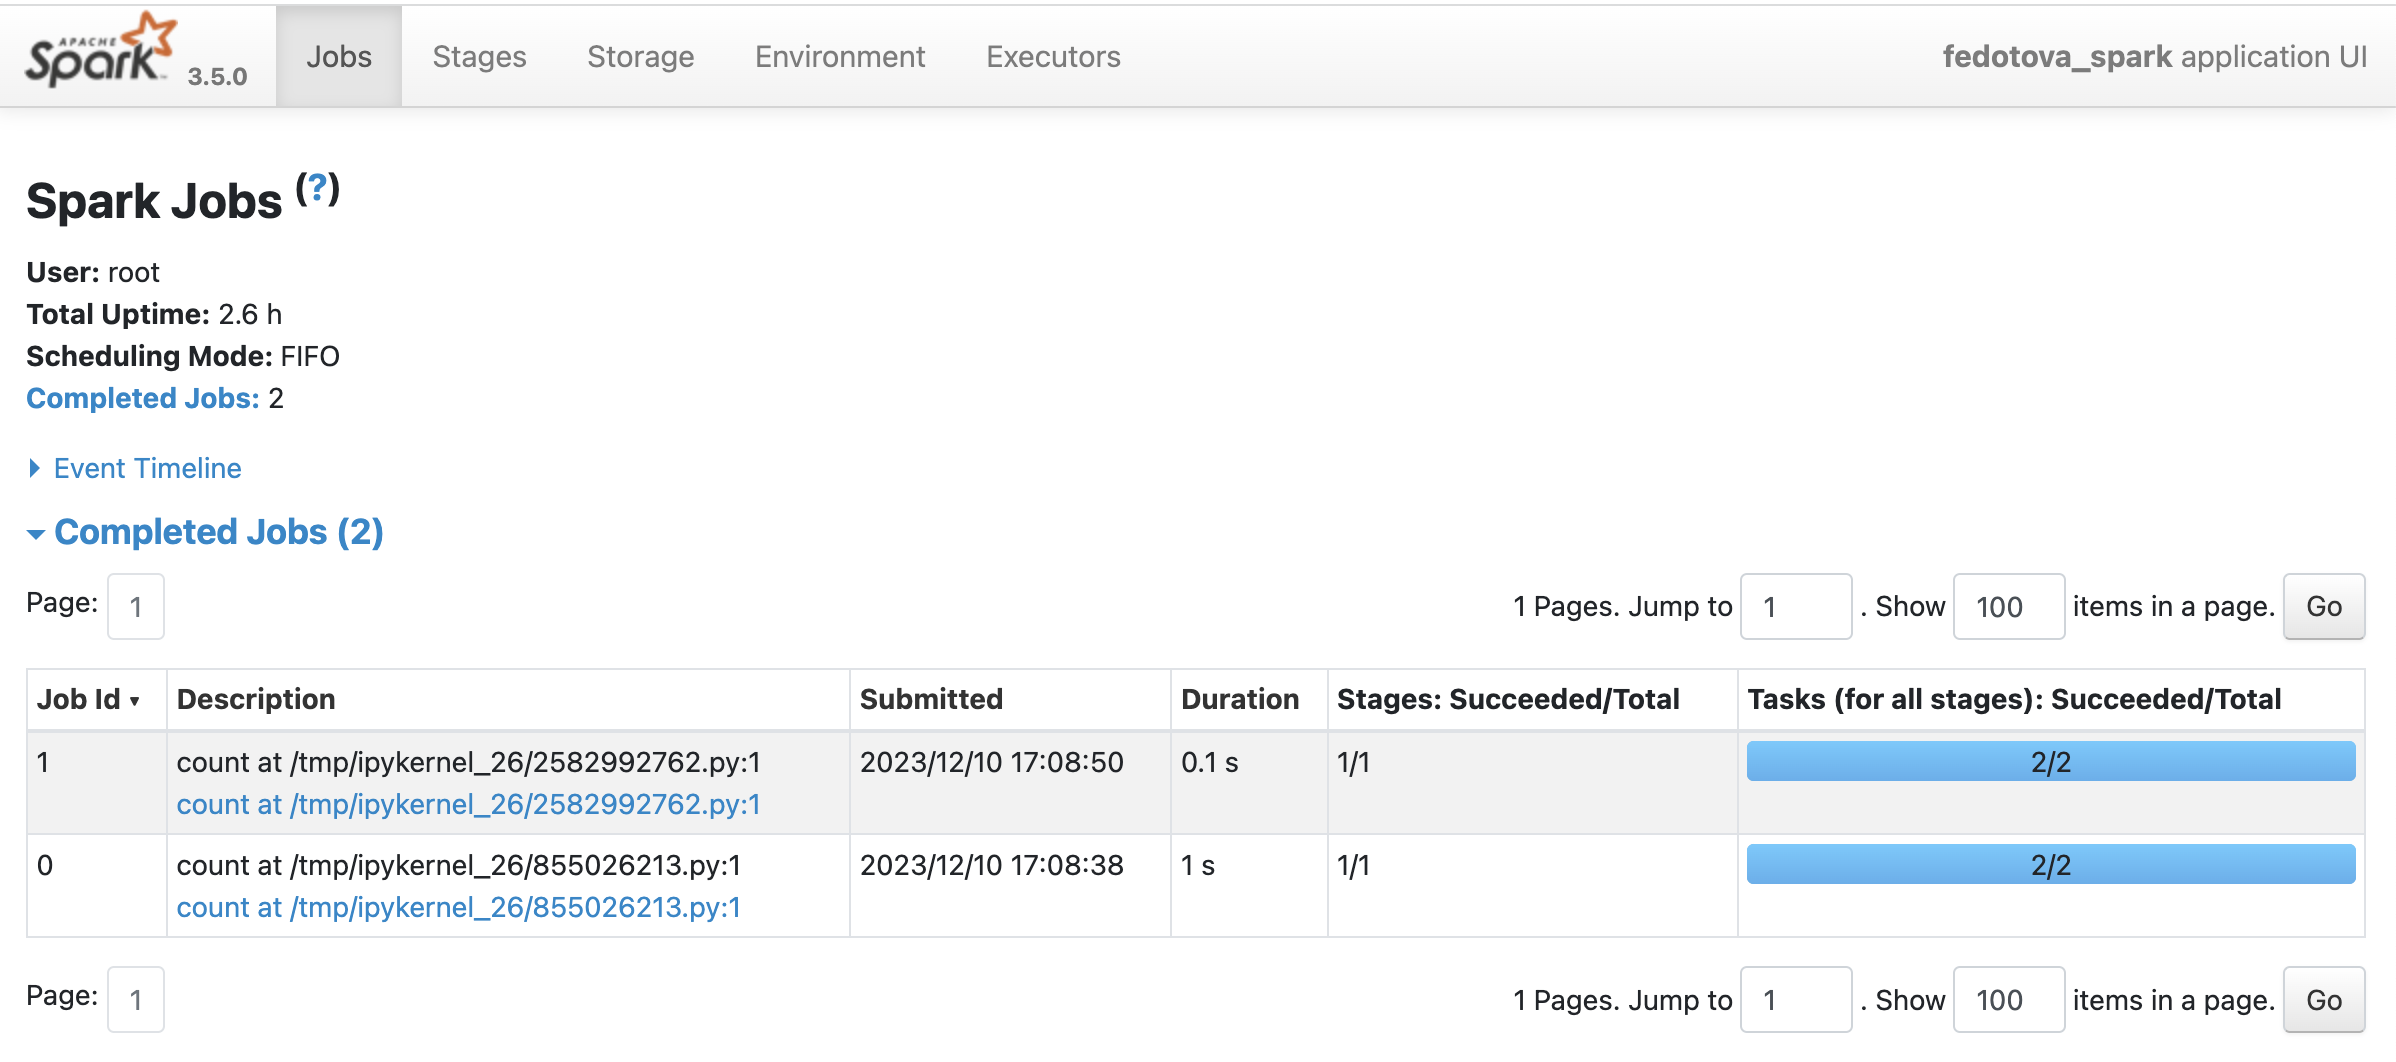 APACHE Spark 3.5.0 Jobs Stages Storage Environment Executors fedotova_spark application UI
Spark Jobs (?)
User: root
Total Uptime: 2.6 h
Scheduling Mode: FIFO
Completed Jobs: 2
Event Timeline
Completed Jobs (2)
Page: 1 1 Pages. Jump to 1 . Show 100 items in a page. Go
Job Id ▾ Description Submitted Duration Stages: Succeeded/Total Tasks (for all stages): Succeeded/Total
1 count at /tmp/ipykernel_26/2582992762.py:1 2023/12/10 17:08:50 0.1 s 1/1 2/2
count at /tmp/ipykernel_26/2582992762.py:1
0 count at /tmp/ipykernel_26/855026213.py:1 2023/12/10 17:08:38 1 s 1/1 2/2
count at /tmp/ipykernel_26/855026213.py:1
Page: 1 1 Pages. Jump to 1 . Show 100 items in a page. Go